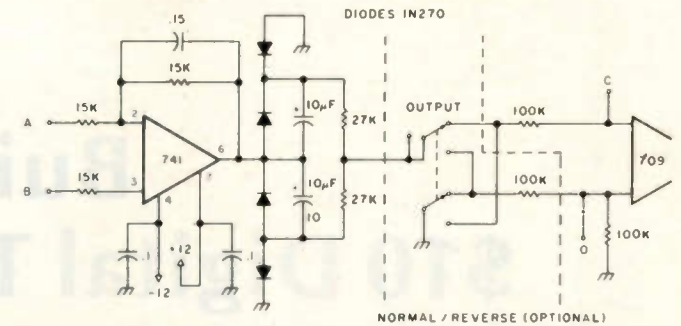 DIODES IN270
.15
15K
15K
A
2
10µF
27K
OUTPUT
100K
C
741
6
7
709
B
15K
3
4
10µF
10
27K
100K
.1
+12
.1
-12
O
100K
NORMAL / REVERSE (OPTIONAL)